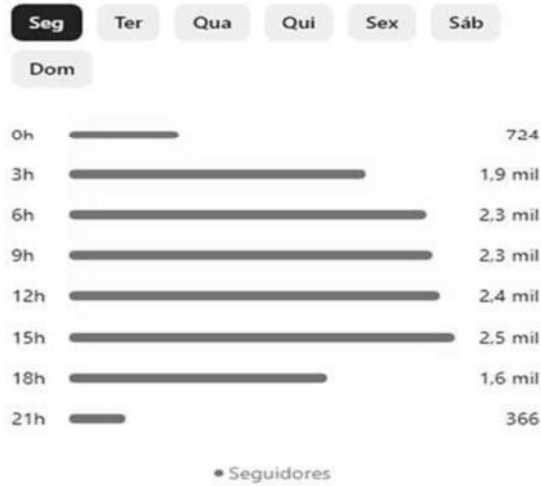 Seg Ter Qua Qui Sex Sáb
Dom
0h 724
3h 1,9 mil
6h 2,3 mil
9h 2,3 mil
12h 2,4 mil
15h 2,5 mil
18h 1,6 mil
21h 366
Seguidores